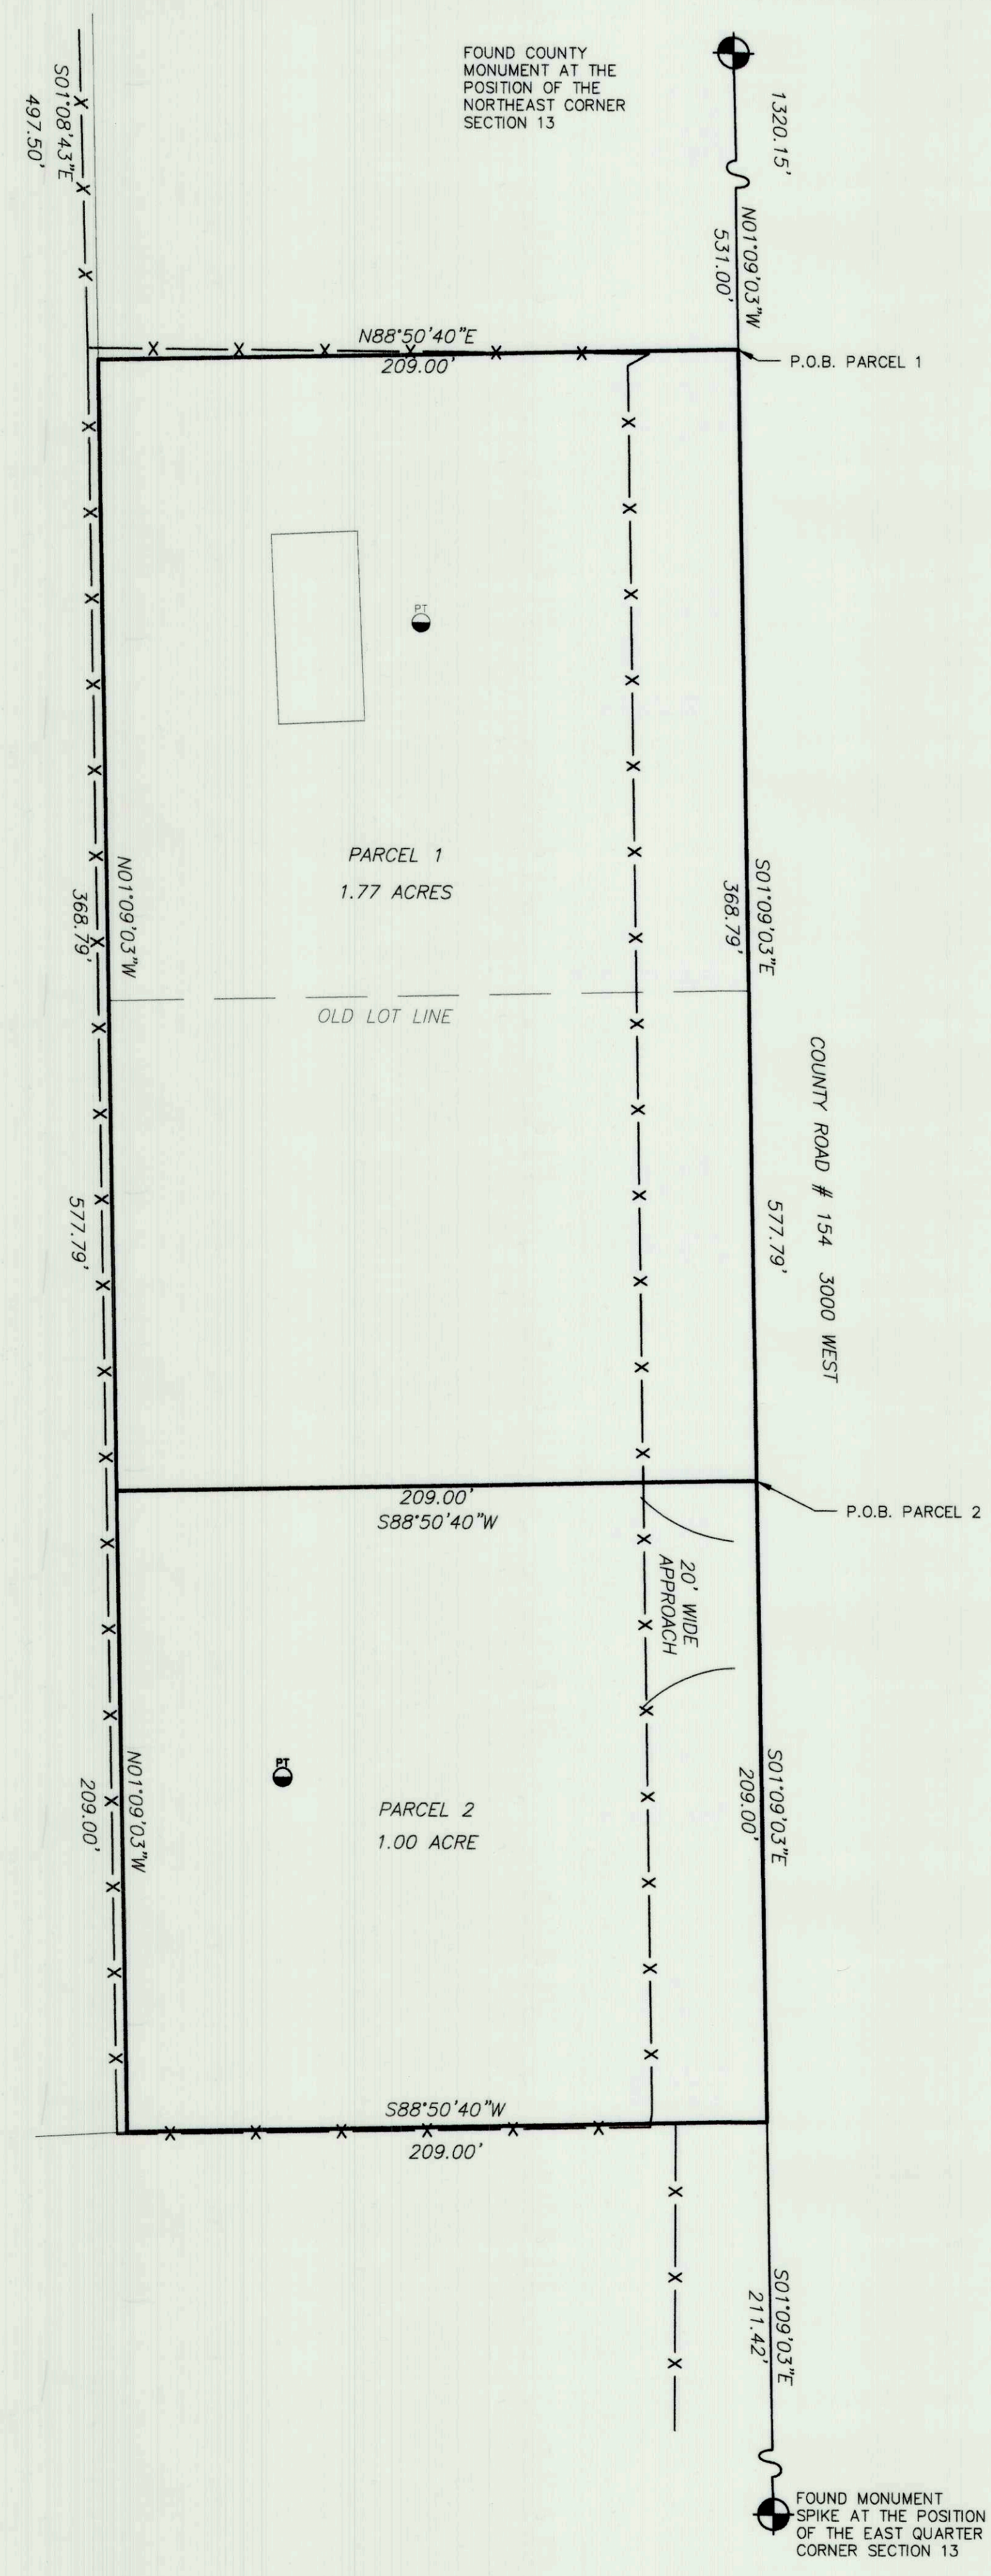 FOUND COUNTY
MONUMENT AT THE
POSITION OF THE
NORTHEAST CORNER
SECTION 13
1320.15'
N01°09'03"W
531.00'
S01°08'43"E
497.50'
N88°50'40"E
209.00'
P.O.B. PARCEL 1
PT
PARCEL 1
1.77 ACRES
N01°09'03"W
368.79'
S01°09'03"E
368.79'
OLD LOT LINE
COUNTY ROAD # 154 3000 WEST
577.79'
577.79'
209.00'
S88°50'40"W
P.O.B. PARCEL 2
20' WIDE
APPROACH
PT
PARCEL 2
1.00 ACRE
N01°09'03"W
209.00'
S01°09'03"E
209.00'
S88°50'40"W
209.00'
S01°09'03"E
211.42'
FOUND MONUMENT
SPIKE AT THE POSITION
OF THE EAST QUARTER
CORNER SECTION 13